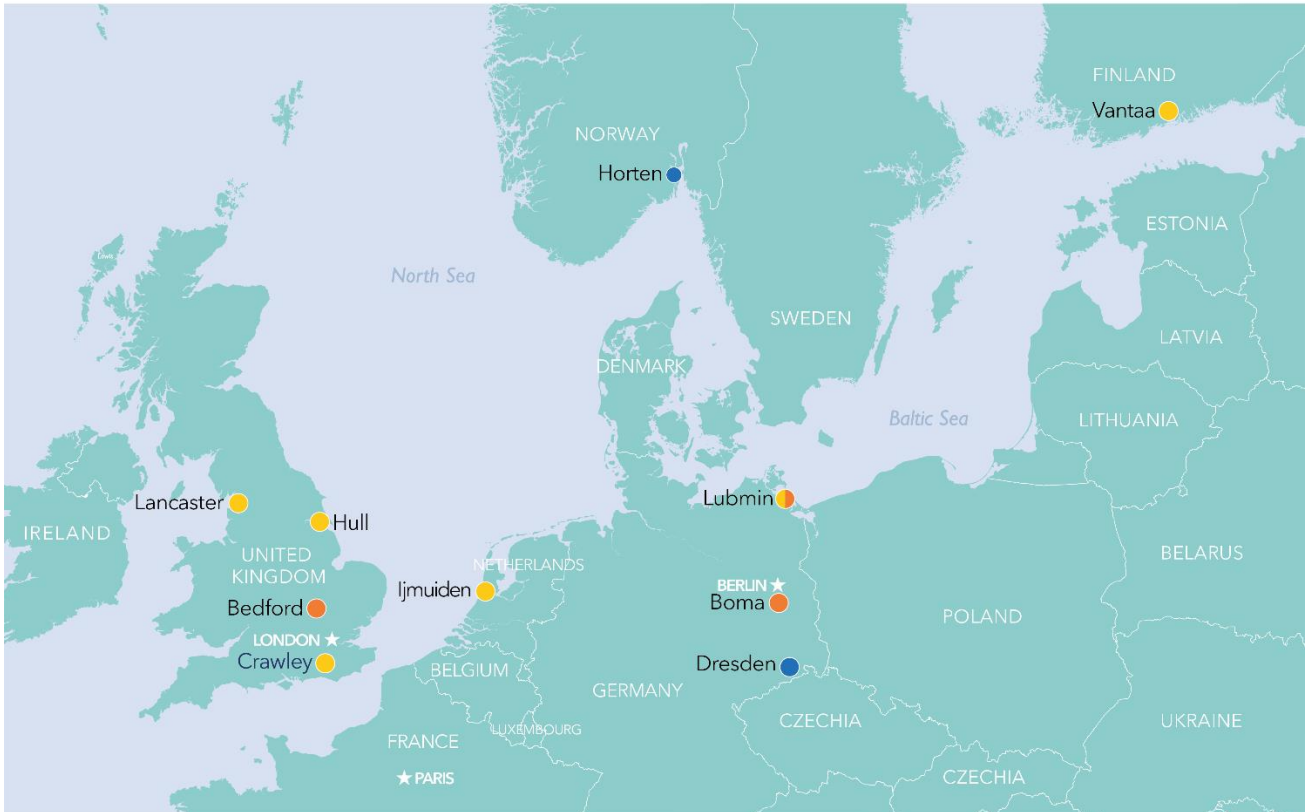 FINLAND
Vantaa
NORWAY
Horten
ESTONIA
Lewis
North Sea
SWEDEN
LATVIA
DENMARK
Baltic Sea
LITHUANIA
Lancaster
Lubmin
Hull
IRELAND
UNITED
KINGDOM
BELARUS
NETHERLANDS
Ijmuiden
BERLIN
Boma
Bedford
POLAND
LONDON
Crawley
BELGIUM
Dresden
GERMANY
CZECHIA
UKRAINE
LUXEMBOURG
FRANCE
PARIS
CZECHIA